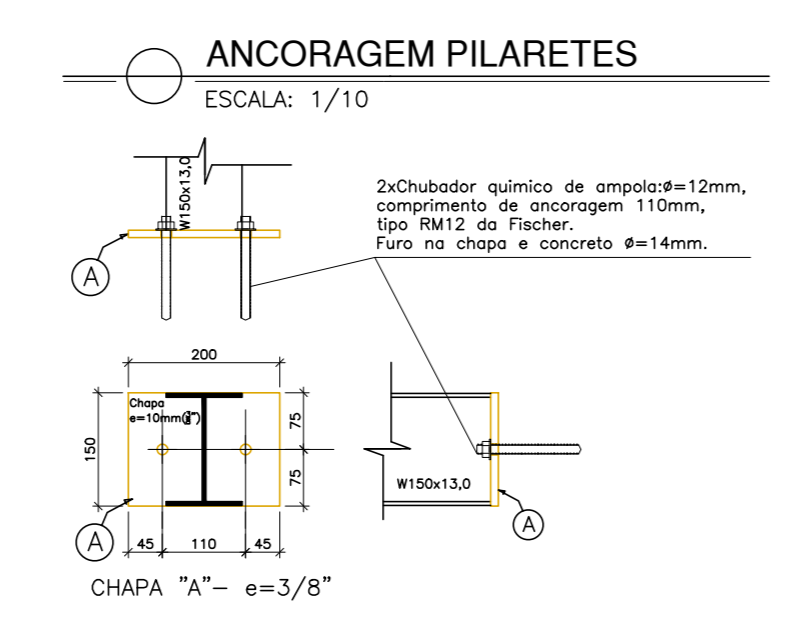 ANCORAGEM PILARETES
ESCALA: 1/10
W150x13,0
2xChubador quimico de ampola:ø=12mm,
comprimento de ancoragem 110mm,
tipo RM12 da Fischer.
Furo na chapa e concreto ø=14mm.
A
200
Chapa
e=10mm(3/8")
150
75
75
A
45
110
45
W150x13,0
A
CHAPA "A"- e=3/8"